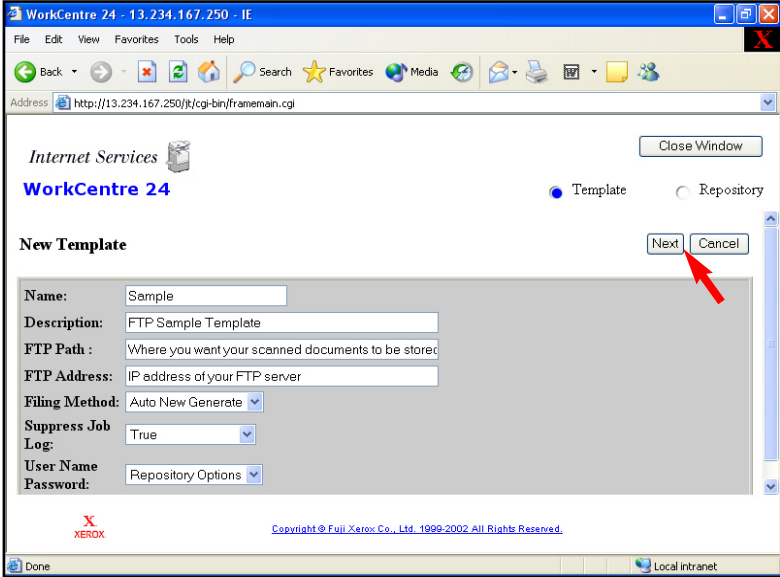 WorkCentre 24 - 13.234.167.250 - IE
File Edit View Favorites Tools Help
X
Back Search Favorites Media
Address http://13.234.167.250/jt/cgi-bin/framemain.cgi
Close Window
Internet Services
WorkCentre 24
Template Repository
New Template
Next Cancel
Name: Sample
Description: FTP Sample Template
FTP Path : Where you want your scanned documents to be stored
FTP Address: IP address of your FTP server
Filing Method: Auto New Generate
Suppress Job
Log: True
User Name
Password: Repository Options
X
XEROX.
Copyright © Fuji Xerox Co., Ltd. 1999-2002 All Rights Reserved.
Done Local intranet